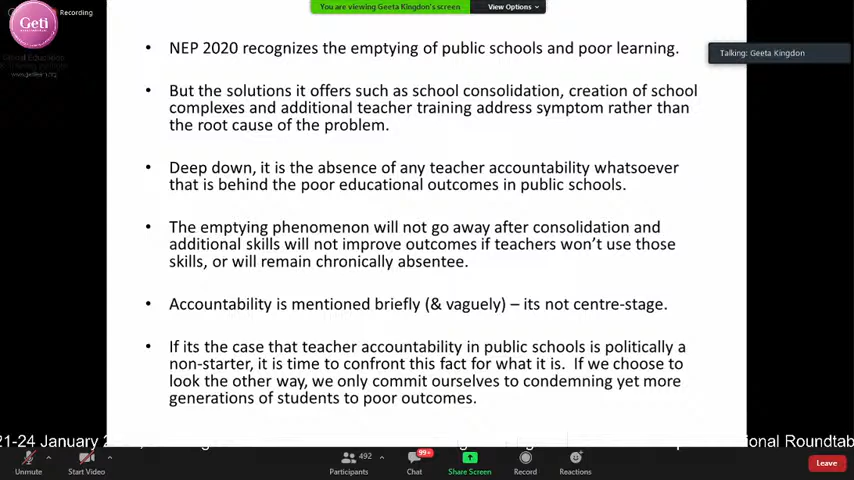 You are viewing Geeta Kingdon's screen
View Options
Recording
Geti
www.getilearn.org
Talking: Geeta Kingdon
• NEP 2020 recognizes the emptying of public schools and poor learning.
• But the solutions it offers such as school consolidation, creation of school
complexes and additional teacher training address symptom rather than
the root cause of the problem.
• Deep down, it is the absence of any teacher accountability whatsoever
that is behind the poor educational outcomes in public schools.
• The emptying phenomenon will not go away after consolidation and
additional skills will not improve outcomes if teachers won't use those
skills, or will remain chronically absentee.
• Accountability is mentioned briefly (& vaguely) – its not centre-stage.
• If its the case that teacher accountability in public schools is politically a
non-starter, it is time to confront this fact for what it is.  If we choose to
look the other way, we only commit ourselves to condemning yet more
generations of students to poor outcomes.
21-24 January
Roundtab
492
99+
Unmute
Start Video
Participants
Chat
Share Screen
Record
Reactions
Leave